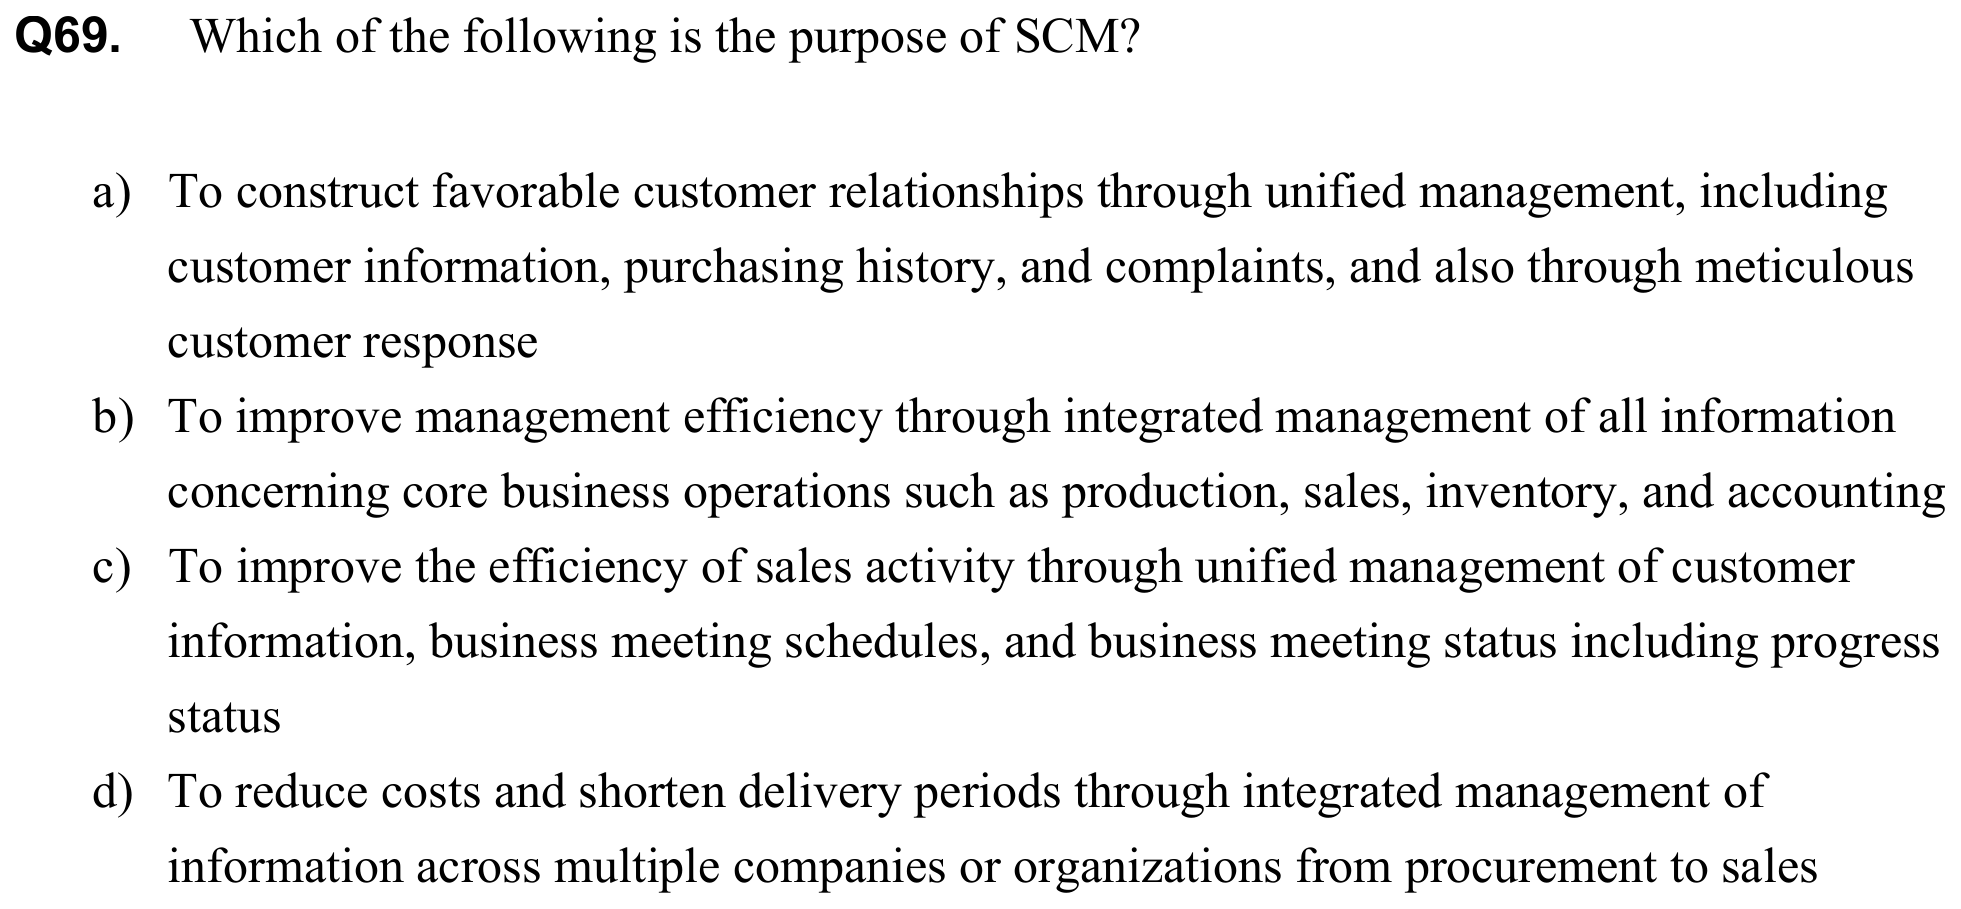 Q69. Which of the following is the purpose of SCM?
a) To construct favorable customer relationships through unified management, including
customer information, purchasing history, and complaints, and also through meticulous
customer response
b) To improve management efficiency through integrated management of all information
concerning core business operations such as production, sales, inventory, and accounting
c) To improve the efficiency of sales activity through unified management of customer
information, business meeting schedules, and business meeting status including progress
status
d) To reduce costs and shorten delivery periods through integrated management of
information across multiple companies or organizations from procurement to sales